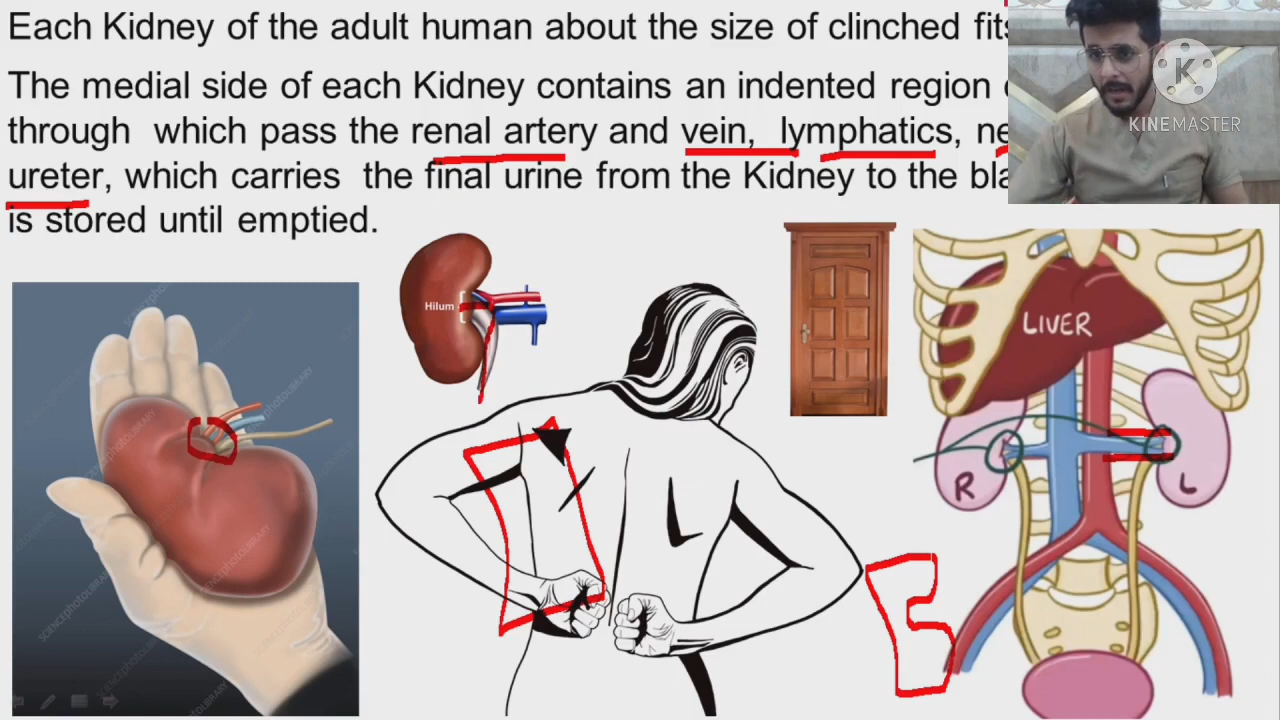 Each Kidney of the adult human about the size of clinched fits
The medial side of each Kidney contains an indented region
through which pass the renal artery and vein, lymphatics, ne
ureter, which carries the final urine from the Kidney to the bla
is stored until emptied.
K
KINEMASTER
Hilum
LIVER
R
L
SCIENCEphotoLIBRARY